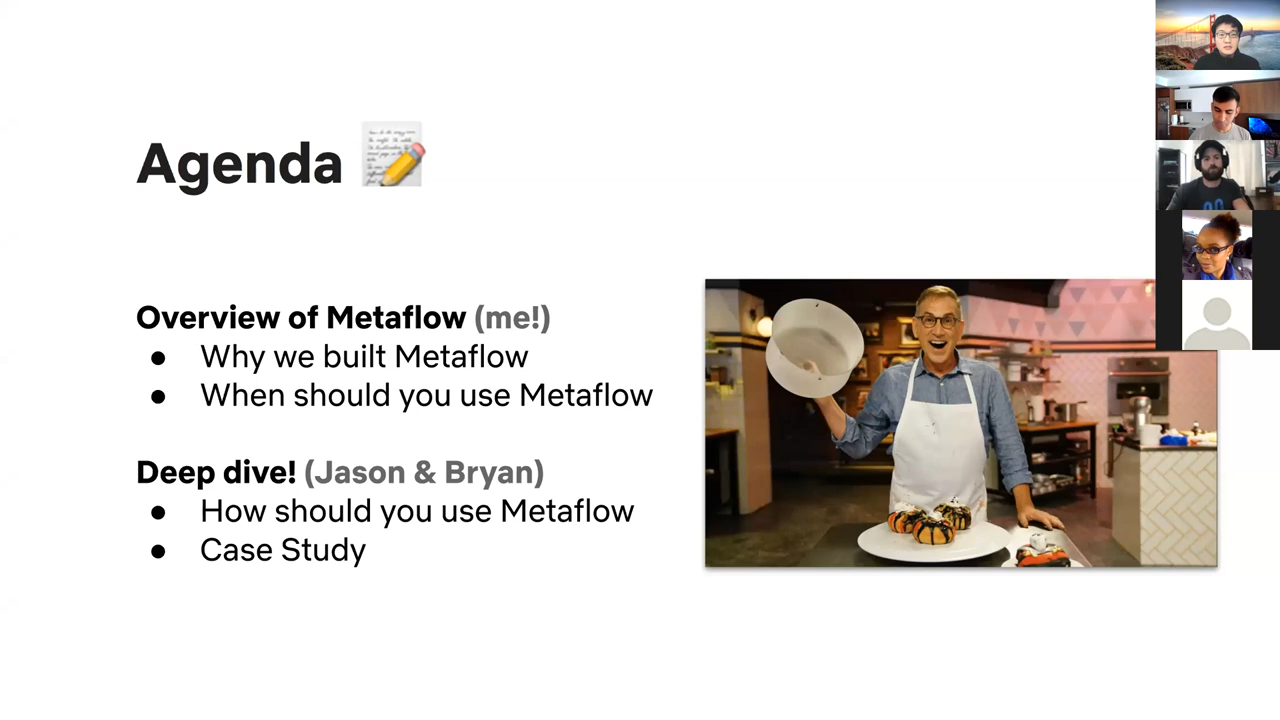 Agenda
Overview of Metaflow (me!)
● Why we built Metaflow
● When should you use Metaflow
Deep dive! (Jason & Bryan)
● How should you use Metaflow
● Case Study